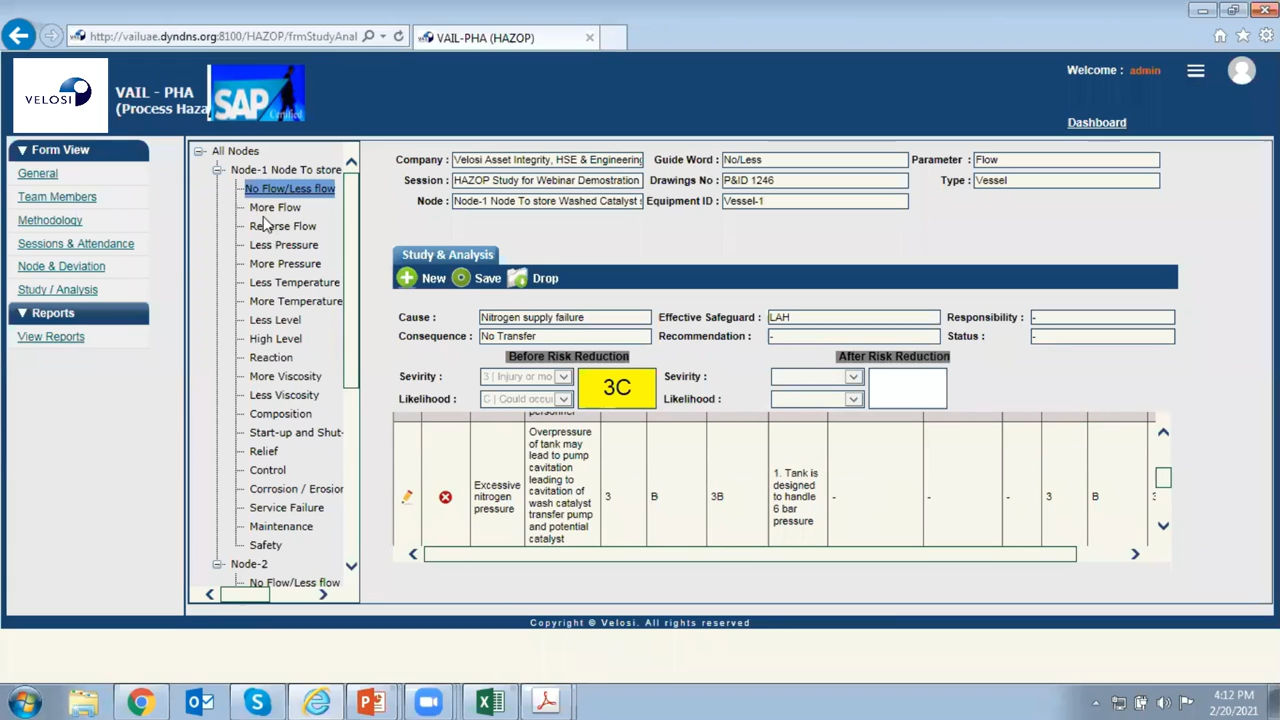 http://vailuae.dyndns.org:8100/HAZOP/frmStudyAnal
VAIL-PHA (HAZOP)
VELOSI
VAIL - PHA
(Process Haza
SAP
Certified
Welcome : admin
Dashboard
▼ Form View
General
Team Members
Methodology
Sessions & Attendance
Node & Deviation
Study / Analysis
▼ Reports
View Reports
All Nodes
Node-1 Node To store
No Flow/Less flow
More Flow
Reverse Flow
Less Pressure
More Pressure
Less Temperature
More Temperature
Less Level
High Level
Reaction
More Viscosity
Less Viscosity
Composition
Start-up and Shut-
Relief
Control
Corrosion / Erosion
Service Failure
Maintenance
Safety
Node-2
No Flow/Less flow
Company : Velosi Asset Integrity, HSE & Engineering Guide Word : No/Less Parameter : Flow
Session : HAZOP Study for Webinar Demostration Drawings No : P&ID 1246 Type : Vessel
Node : Node-1 Node To store Washed Catalyst Equipment ID : Vessel-1
Study & Analysis
New Save Drop
Cause : Nitrogen supply failure Effective Safeguard : LAH Responsibility : -
Consequence : No Transfer Recommendation : - Status : -
Before Risk Reduction After Risk Reduction
Sevirity : 3 | Injury or mo 3C Sevirity :
Likelihood : C | Could occu Likelihood :
personnel
Excessive
nitrogen
pressure
Overpressure
of tank may
lead to pump
cavitation
leading to
cavitation of
wash catalyst
transfer pump
and potential
catalyst
3 B 3B
1. Tank is
designed
to handle
6 bar
pressure
- - - 3 B 3
Copyright © Velosi. All rights reserved
4:12 PM
2/20/2021